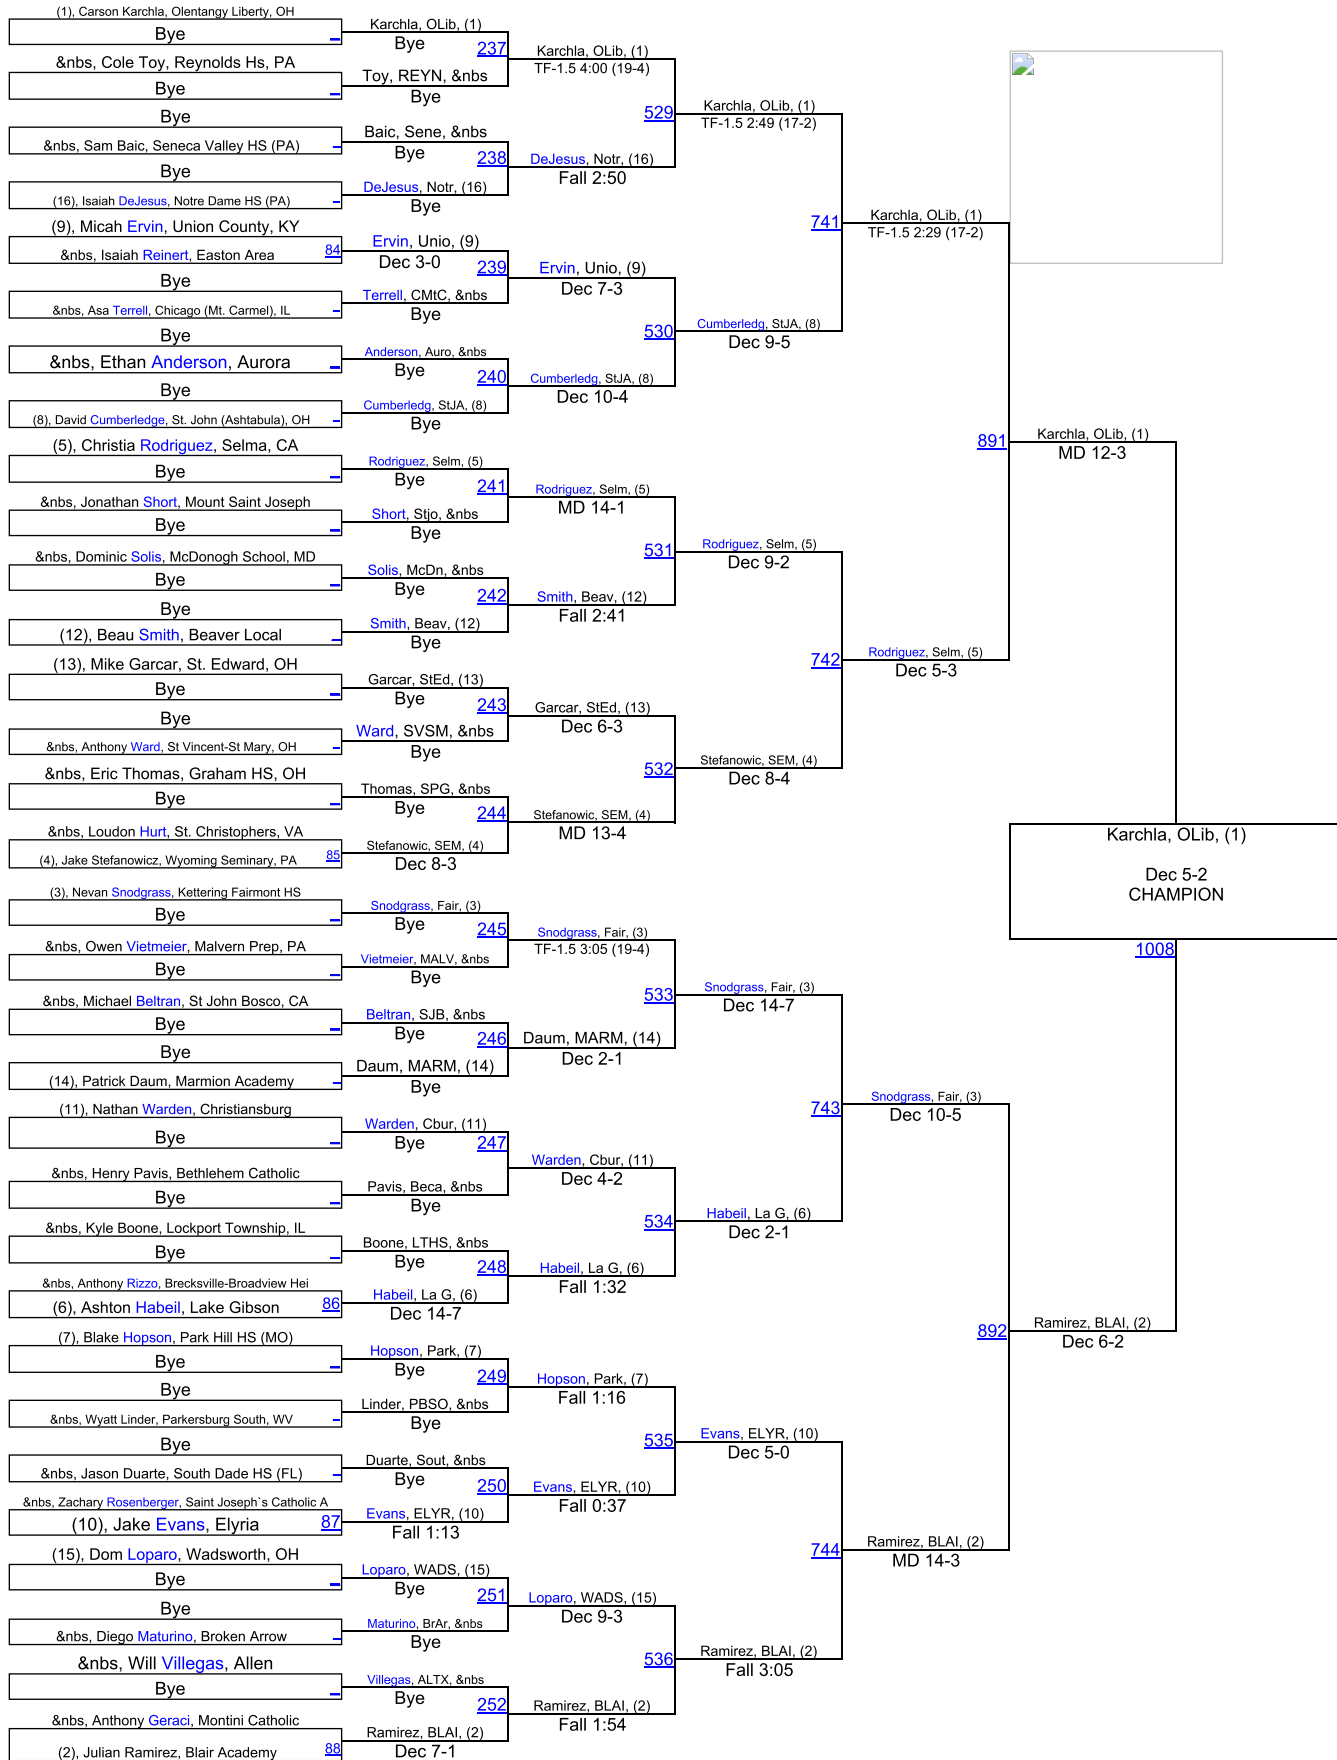 (1), Carson Karchla, Olentangy Liberty, OH
Bye
&nbs, Cole Toy, Reynolds Hs, PA
Bye
Bye
&nbs, Sam Baic, Seneca Valley HS (PA)
Bye
(16), Isaiah DeJesus, Notre Dame HS (PA)
(9), Micah Ervin, Union County, KY
&nbs, Isaiah Reinert, Easton Area
84
Bye
&nbs, Asa Terrell, Chicago (Mt. Carmel), IL
Bye
&nbs, Ethan Anderson, Aurora
Bye
(8), David Cumberledge, St. John (Ashtabula), OH
(5), Christia Rodriguez, Selma, CA
Bye
&nbs, Jonathan Short, Mount Saint Joseph
Bye
&nbs, Dominic Solis, McDonogh School, MD
Bye
Bye
(12), Beau Smith, Beaver Local
(13), Mike Garcar, St. Edward, OH
Bye
Bye
&nbs, Anthony Ward, St Vincent-St Mary, OH
&nbs, Eric Thomas, Graham HS, OH
Bye
&nbs, Loudon Hurt, St. Christophers, VA
(4), Jake Stefanowicz, Wyoming Seminary, PA
85
(3), Nevan Snodgrass, Kettering Fairmont HS
Bye
&nbs, Owen Vietmeier, Malvern Prep, PA
Bye
&nbs, Michael Beltran, St John Bosco, CA
Bye
Bye
(14), Patrick Daum, Marmion Academy
(11), Nathan Warden, Christiansburg
Bye
&nbs, Henry Pavis, Bethlehem Catholic
Bye
&nbs, Kyle Boone, Lockport Township, IL
Bye
&nbs, Anthony Rizzo, Brecksville-Broadview Hei
(6), Ashton Habeil, Lake Gibson
86
(7), Blake Hopson, Park Hill HS (MO)
Bye
Bye
&nbs, Wyatt Linder, Parkersburg South, WV
Bye
&nbs, Jason Duarte, South Dade HS (FL)
&nbs, Zachary Rosenberger, Saint Joseph`s Catholic A
(10), Jake Evans, Elyria
87
(15), Dom Loparo, Wadsworth, OH
Bye
Bye
&nbs, Diego Maturino, Broken Arrow
&nbs, Will Villegas, Allen
Bye
&nbs, Anthony Geraci, Montini Catholic
(2), Julian Ramirez, Blair Academy
88
Karchla, OLib, (1)
Bye
237
Toy, REYN, &nbs
Bye
Baic, Sene, &nbs
Bye
238
DeJesus, Notr, (16)
Bye
Ervin, Unio, (9)
Dec 3-0
239
Terrell, CMtC, &nbs
Bye
Anderson, Auro, &nbs
Bye
240
Cumberledg, StJA, (8)
Bye
Rodriguez, Selm, (5)
Bye
241
Short, Stjo, &nbs
Bye
Solis, McDn, &nbs
Bye
242
Smith, Beav, (12)
Bye
Garcar, StEd, (13)
Bye
243
Ward, SVSM, &nbs
Bye
Thomas, SPG, &nbs
Bye
244
Stefanowic, SEM, (4)
Dec 8-3
Snodgrass, Fair, (3)
Bye
245
Vietmeier, MALV, &nbs
Bye
Beltran, SJB, &nbs
Bye
246
Daum, MARM, (14)
Bye
Warden, Cbur, (11)
Bye
247
Pavis, Beca, &nbs
Bye
Boone, LTHS, &nbs
Bye
248
Habeil, La G, (6)
Dec 14-7
Hopson, Park, (7)
Bye
249
Linder, PBSO, &nbs
Bye
Duarte, Sout, &nbs
Bye
250
Evans, ELYR, (10)
Fall 1:13
Loparo, WADS, (15)
Bye
251
Maturino, BrAr, &nbs
Bye
Villegas, ALTX, &nbs
Bye
252
Ramirez, BLAI, (2)
Dec 7-1
Karchla, OLib, (1)
TF-1.5 4:00 (19-4)
529
DeJesus, Notr, (16)
Fall 2:50
Ervin, Unio, (9)
Dec 7-3
530
Cumberledg, StJA, (8)
Dec 10-4
Rodriguez, Selm, (5)
MD 14-1
531
Smith, Beav, (12)
Fall 2:41
Garcar, StEd, (13)
Dec 6-3
532
Stefanowic, SEM, (4)
MD 13-4
Snodgrass, Fair, (3)
TF-1.5 3:05 (19-4)
533
Daum, MARM, (14)
Dec 2-1
Warden, Cbur, (11)
Dec 4-2
534
Habeil, La G, (6)
Fall 1:32
Hopson, Park, (7)
Fall 1:16
535
Evans, ELYR, (10)
Fall 0:37
Loparo, WADS, (15)
Dec 9-3
536
Ramirez, BLAI, (2)
Fall 1:54
Karchla, OLib, (1)
TF-1.5 2:49 (17-2)
741
Cumberledg, StJA, (8)
Dec 9-5
Rodriguez, Selm, (5)
Dec 9-2
742
Stefanowic, SEM, (4)
Dec 8-4
Snodgrass, Fair, (3)
Dec 14-7
743
Habeil, La G, (6)
Dec 2-1
Evans, ELYR, (10)
Dec 5-0
744
Ramirez, BLAI, (2)
Fall 3:05
Karchla, OLib, (1)
TF-1.5 2:29 (17-2)
891
Rodriguez, Selm, (5)
Dec 5-3
Snodgrass, Fair, (3)
Dec 10-5
892
Ramirez, BLAI, (2)
MD 14-3
Karchla, OLib, (1)
MD 12-3
Ramirez, BLAI, (2)
Dec 6-2
Karchla, OLib, (1)
Dec 5-2
CHAMPION
1008